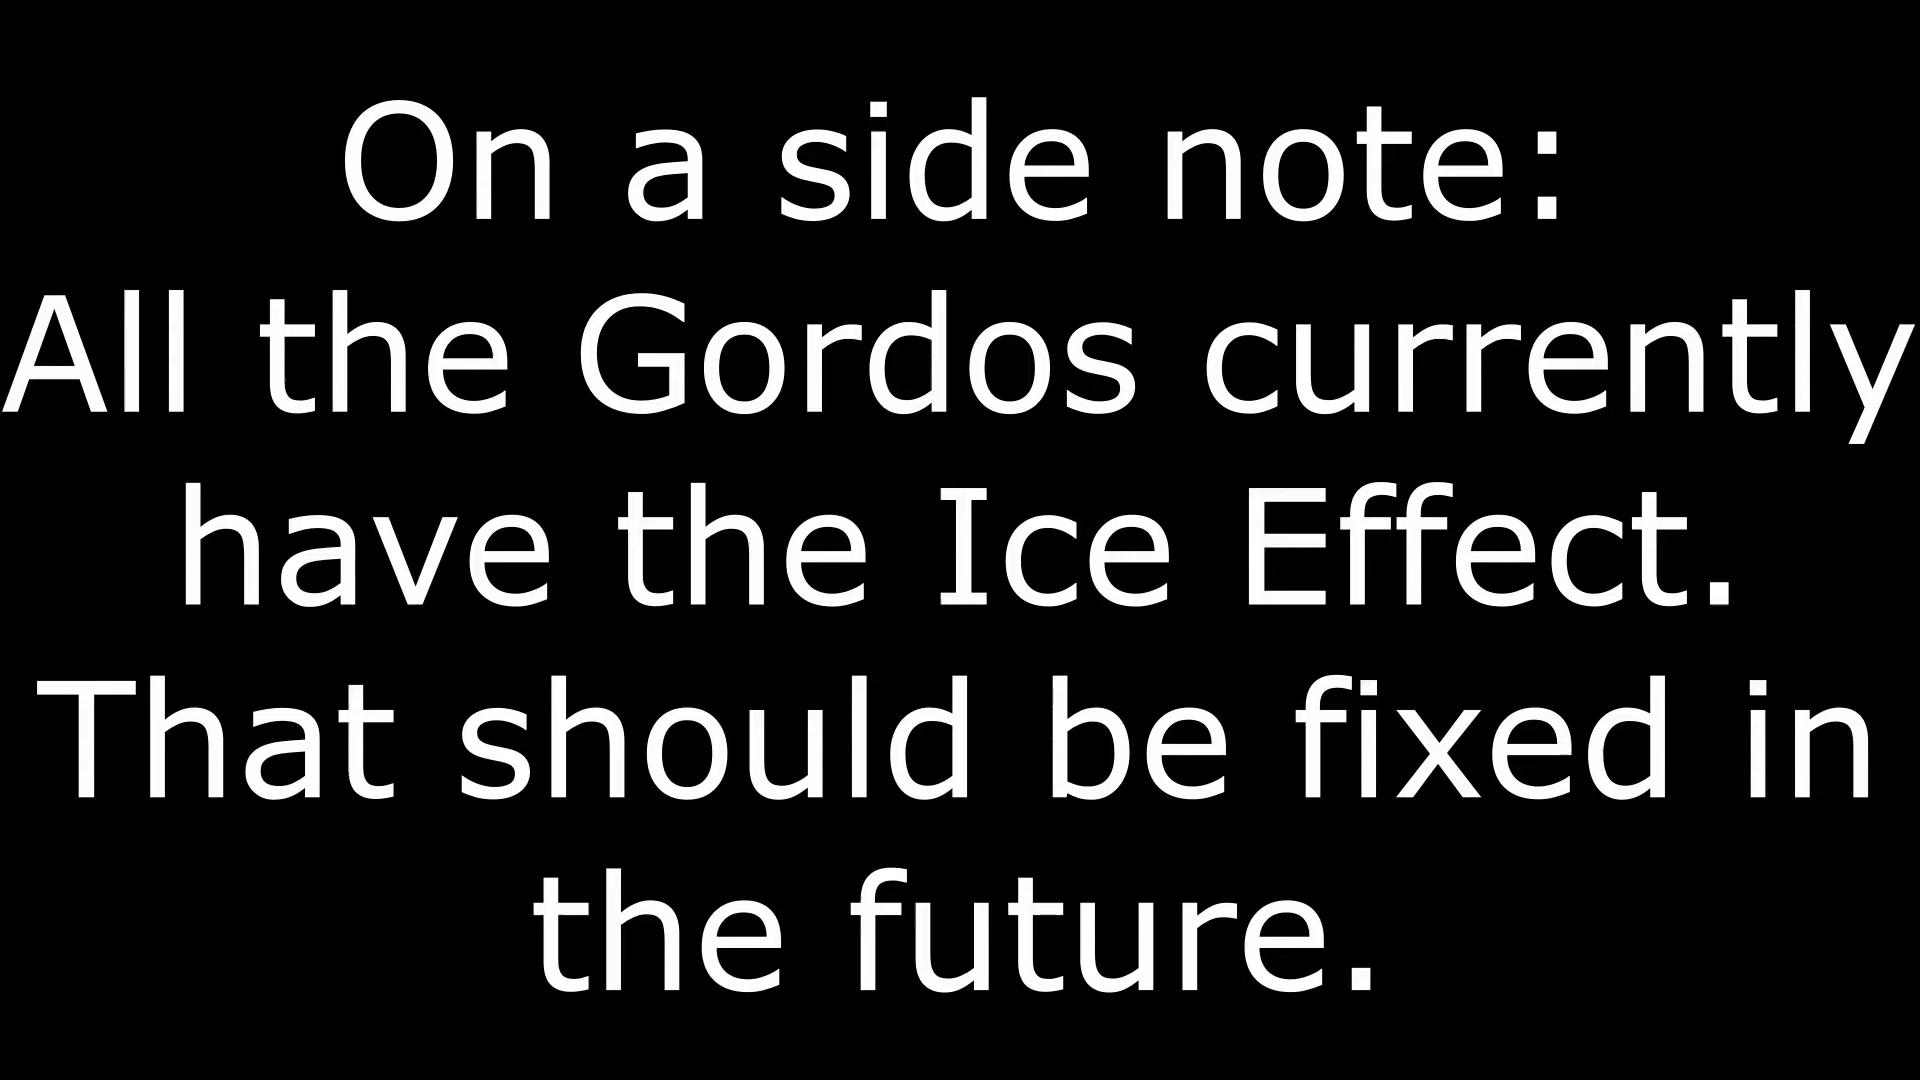 On a side note:
All the Gordos currently
have the Ice Effect.
That should be fixed in
the future.